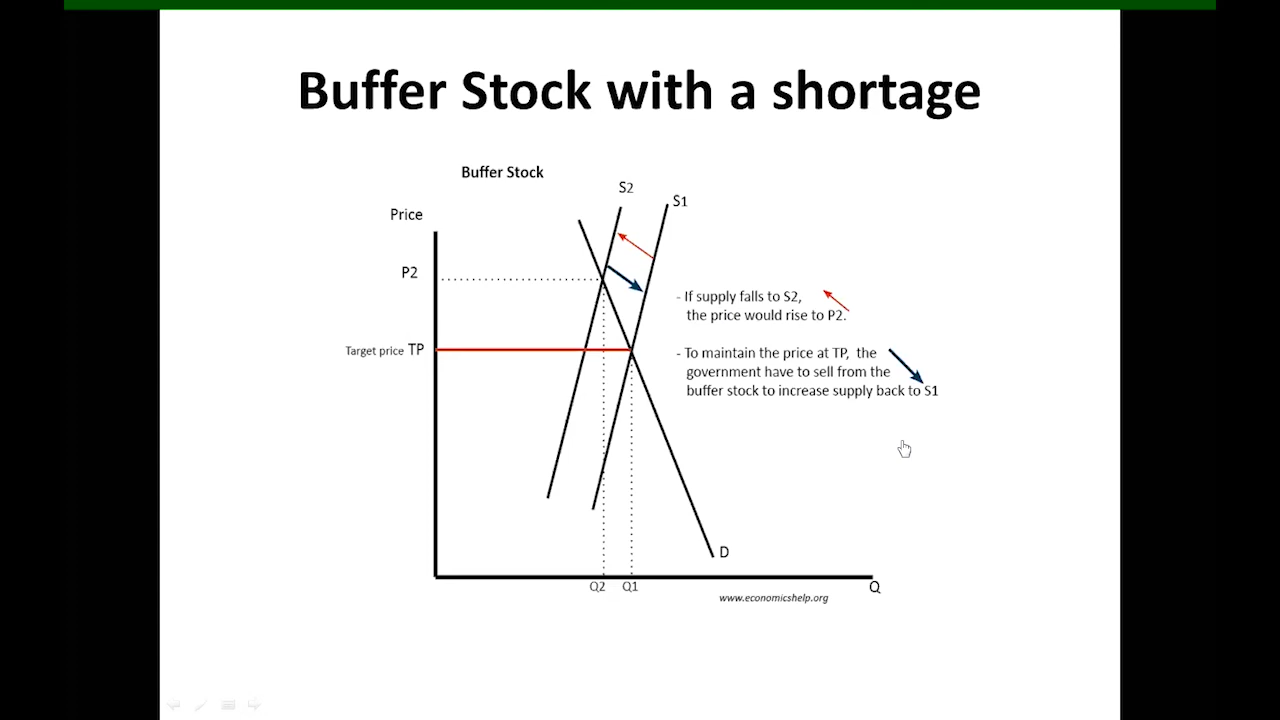 Buffer Stock with a shortage
Buffer Stock
S2
S1
Price
P2
- If supply falls to S2,
the price would rise to P2.
Target price TP
- To maintain the price at TP, the
government have to sell from the
buffer stock to increase supply back to S1
D
Q2 Q1
Q
www.economicshelp.org